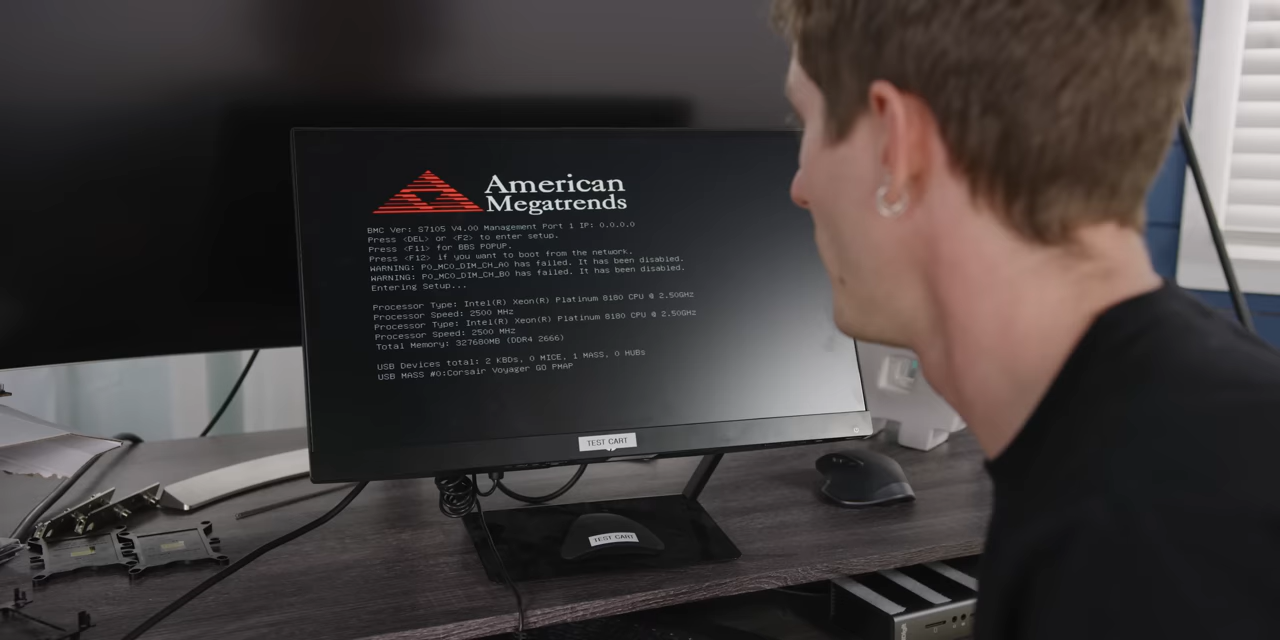 American
Megatrends
BMC Ver: S7105 V4.00 Management Port 1 IP: 0.0.0.0
Press <DEL> or <F2> to enter setup.
Press <F11> for BBS POPUP.
Press <F12> if you want to boot from the network.
WARNING: P0_MC0_DIM_CH_A0 has failed. It has been disabled.
WARNING: P0_MC0_DIM_CH_B0 has failed. It has been disabled.
Entering Setup...
Processor Type: Intel(R) Xeon(R) Platinum 8180 CPU @ 2.50GHz
Processor Speed: 2500 MHz
Processor Type: Intel(R) Xeon(R) Platinum 8180 CPU @ 2.50GHz
Processor Speed: 2500 MHz
Total Memory: 327680MB (DDR4 2666)
USB Devices total: 2 KBDs, 0 MICE, 1 MASS, 0 HUBs
USB MASS #0:Corsair Voyager GO PMAP
TEST CART
TEST CART